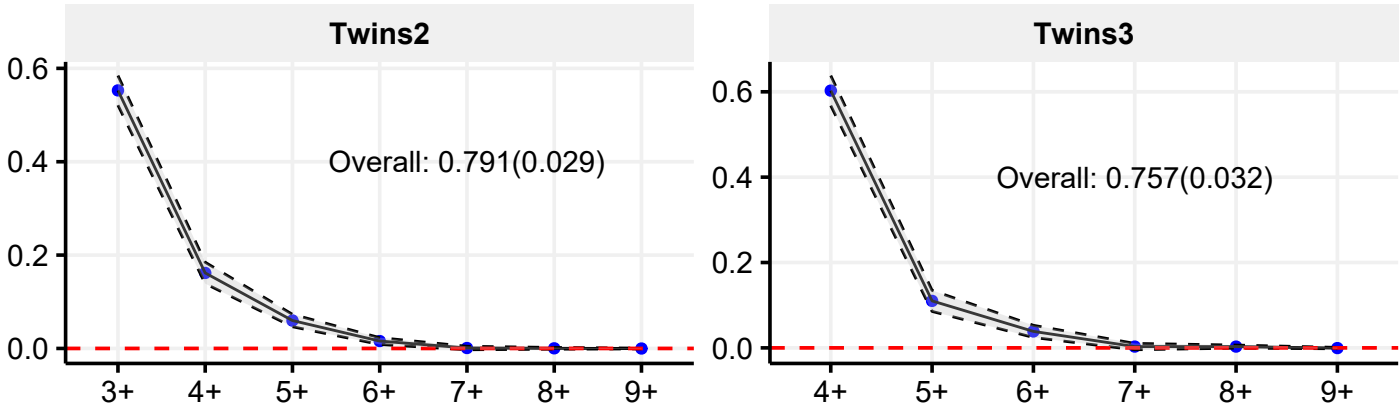 Twins2
0.6
0.4
0.2
0.0
Overall: 0.791(0.029)
3+ 4+ 5+ 6+ 7+ 8+ 9+
Twins3
0.6
0.4
0.2
0.0
Overall: 0.757(0.032)
4+ 5+ 6+ 7+ 8+ 9+